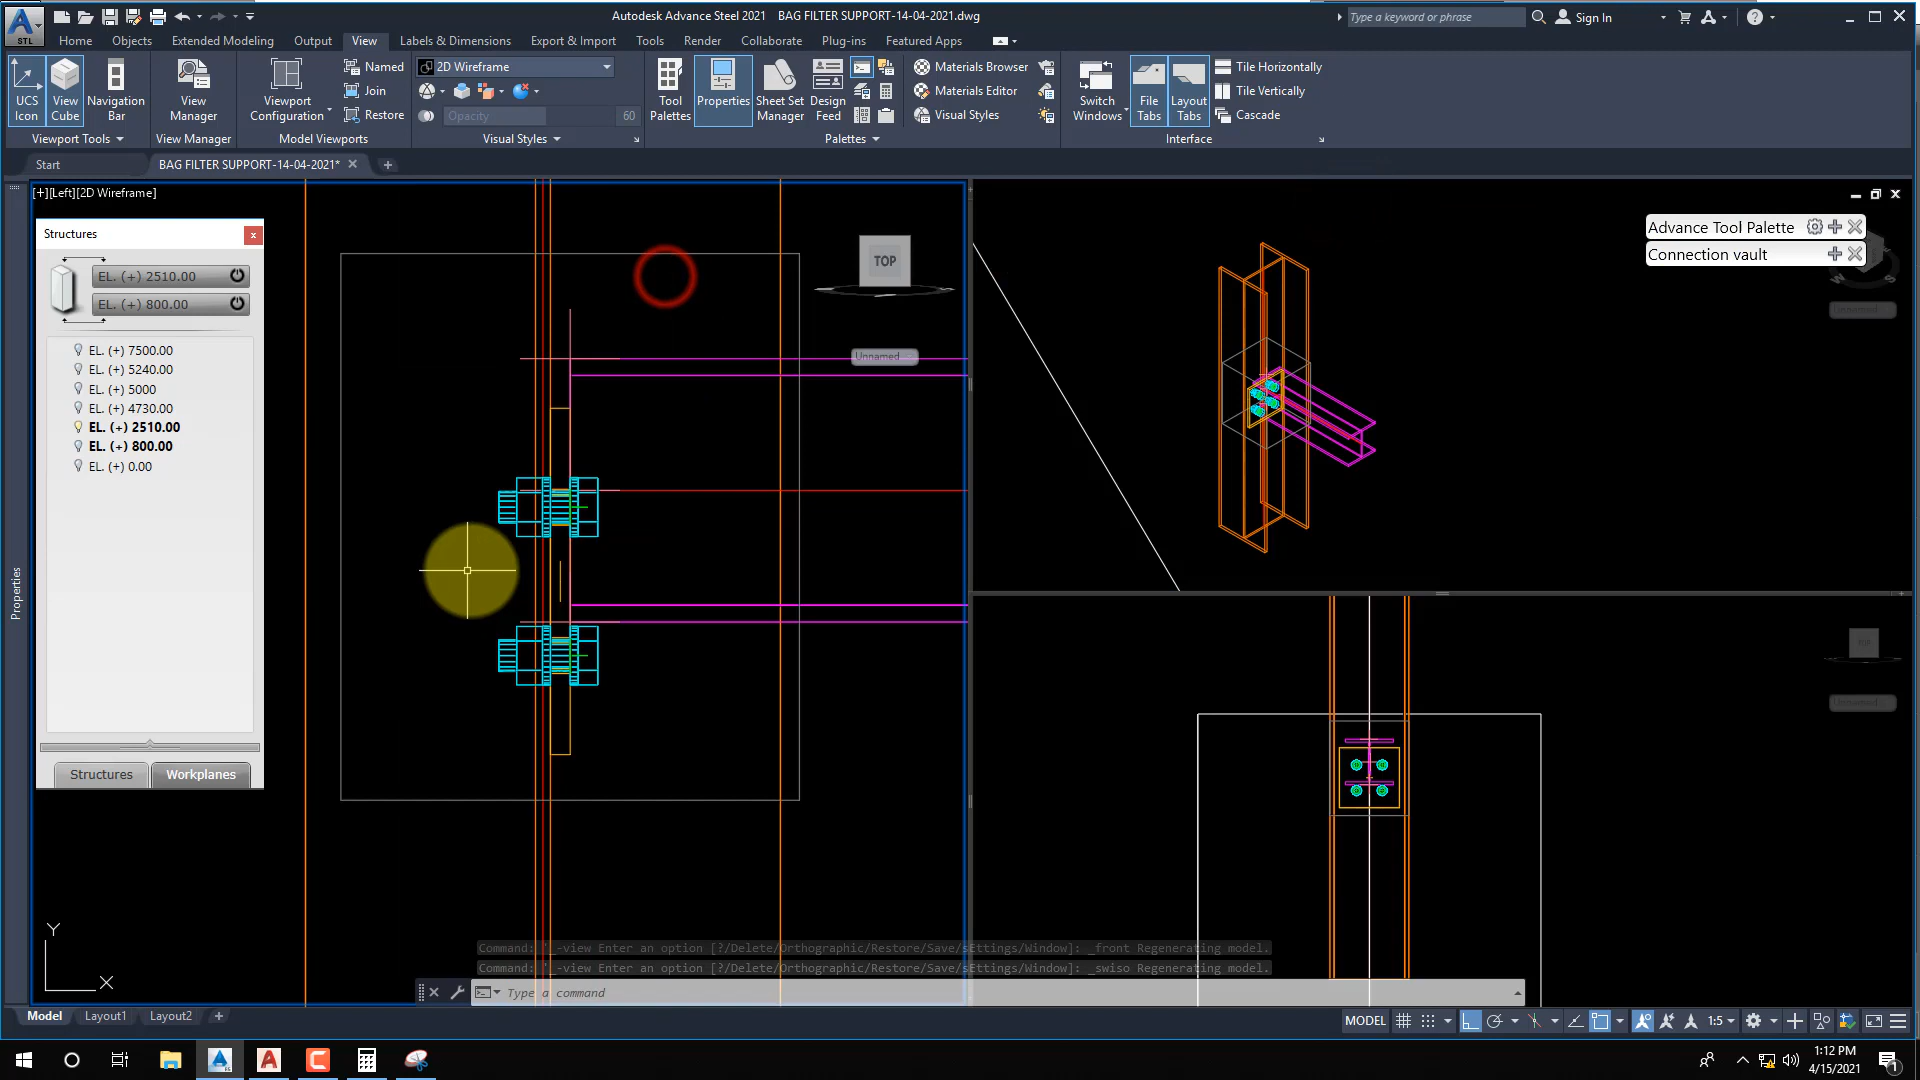 Autodesk Advance Steel 2021 BAG FILTER SUPPORT-14-04-2021.dwg
Type a keyword or phrase
Sign In
STL
Home Objects Extended Modeling Output View Labels & Dimensions Export & Import Tools Render Collaborate Plug-ins Featured Apps
UCS Icon
View Cube
Navigation Bar
Viewport Tools
View Manager
View Manager
Viewport Configuration
Named
Join
Restore
Model Viewports
2D Wireframe
Opacity 60
Visual Styles
Tool Palettes
Properties
Sheet Set Manager
Design Feed
Materials Browser
Materials Editor
Visual Styles
Palettes
Switch Windows
File Tabs
Layout Tabs
Tile Horizontally
Tile Vertically
Cascade
Interface
Start
BAG FILTER SUPPORT-14-04-2021*
[+][Left][2D Wireframe]
Structures
EL. (+) 2510.00
EL. (+) 800.00
EL. (+) 7500.00
EL. (+) 5240.00
EL. (+) 5000
EL. (+) 4730.00
EL. (+) 2510.00
EL. (+) 800.00
EL. (+) 0.00
Structures Workplanes
Properties
TOP
Unnamed
Advance Tool Palette
Connection vault
Y
X
Command: '_-view Enter an option [?/Delete/Orthographic/Restore/Save/sEttings/Window]: _front Regenerating model.
Command: '_-view Enter an option [?/Delete/Orthographic/Restore/Save/sEttings/Window]: _swiso Regenerating model.
Type a command
Model Layout1 Layout2
MODEL
1:5
1:12 PM
4/15/2021
1